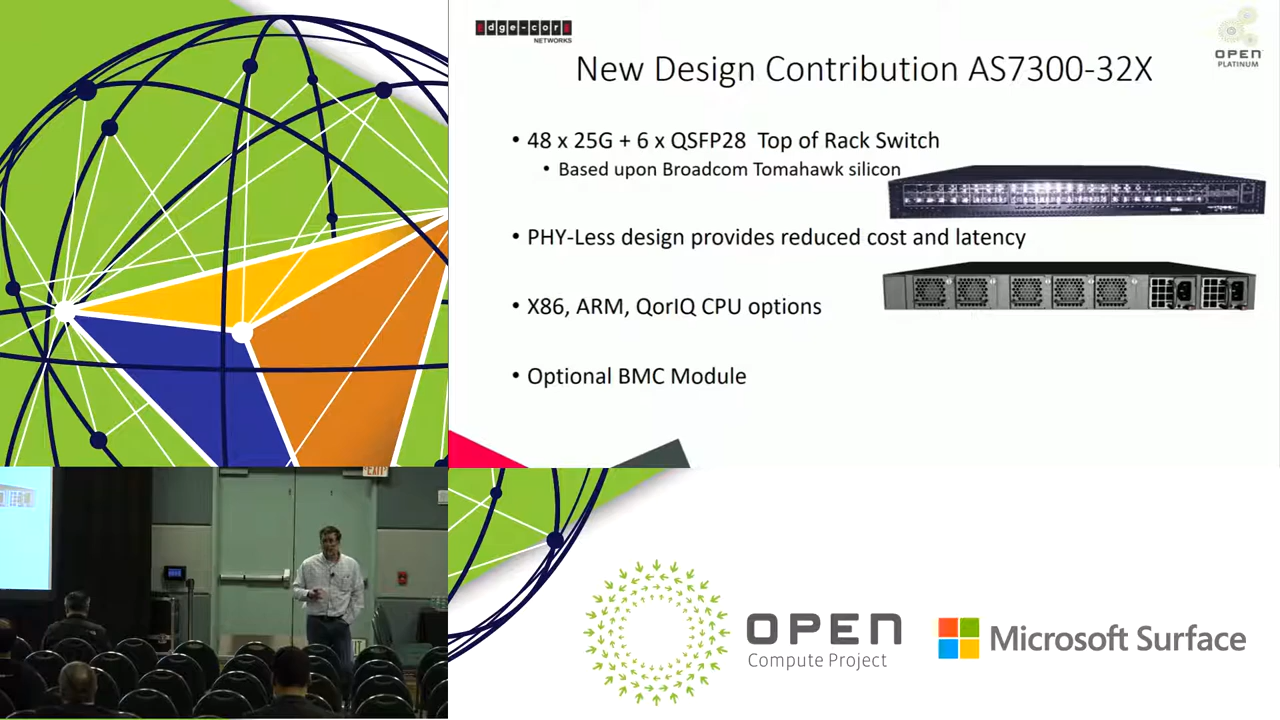 Edge-corE
NETWORKS
OPEN
PLATINUM
New Design Contribution AS7300-32X
• 48 x 25G + 6 x QSFP28 Top of Rack Switch
• Based upon Broadcom Tomahawk silicon
• PHY-Less design provides reduced cost and latency
• X86, ARM, QorIQ CPU options
• Optional BMC Module
EXIT
OPEN
Compute Project
Microsoft Surface